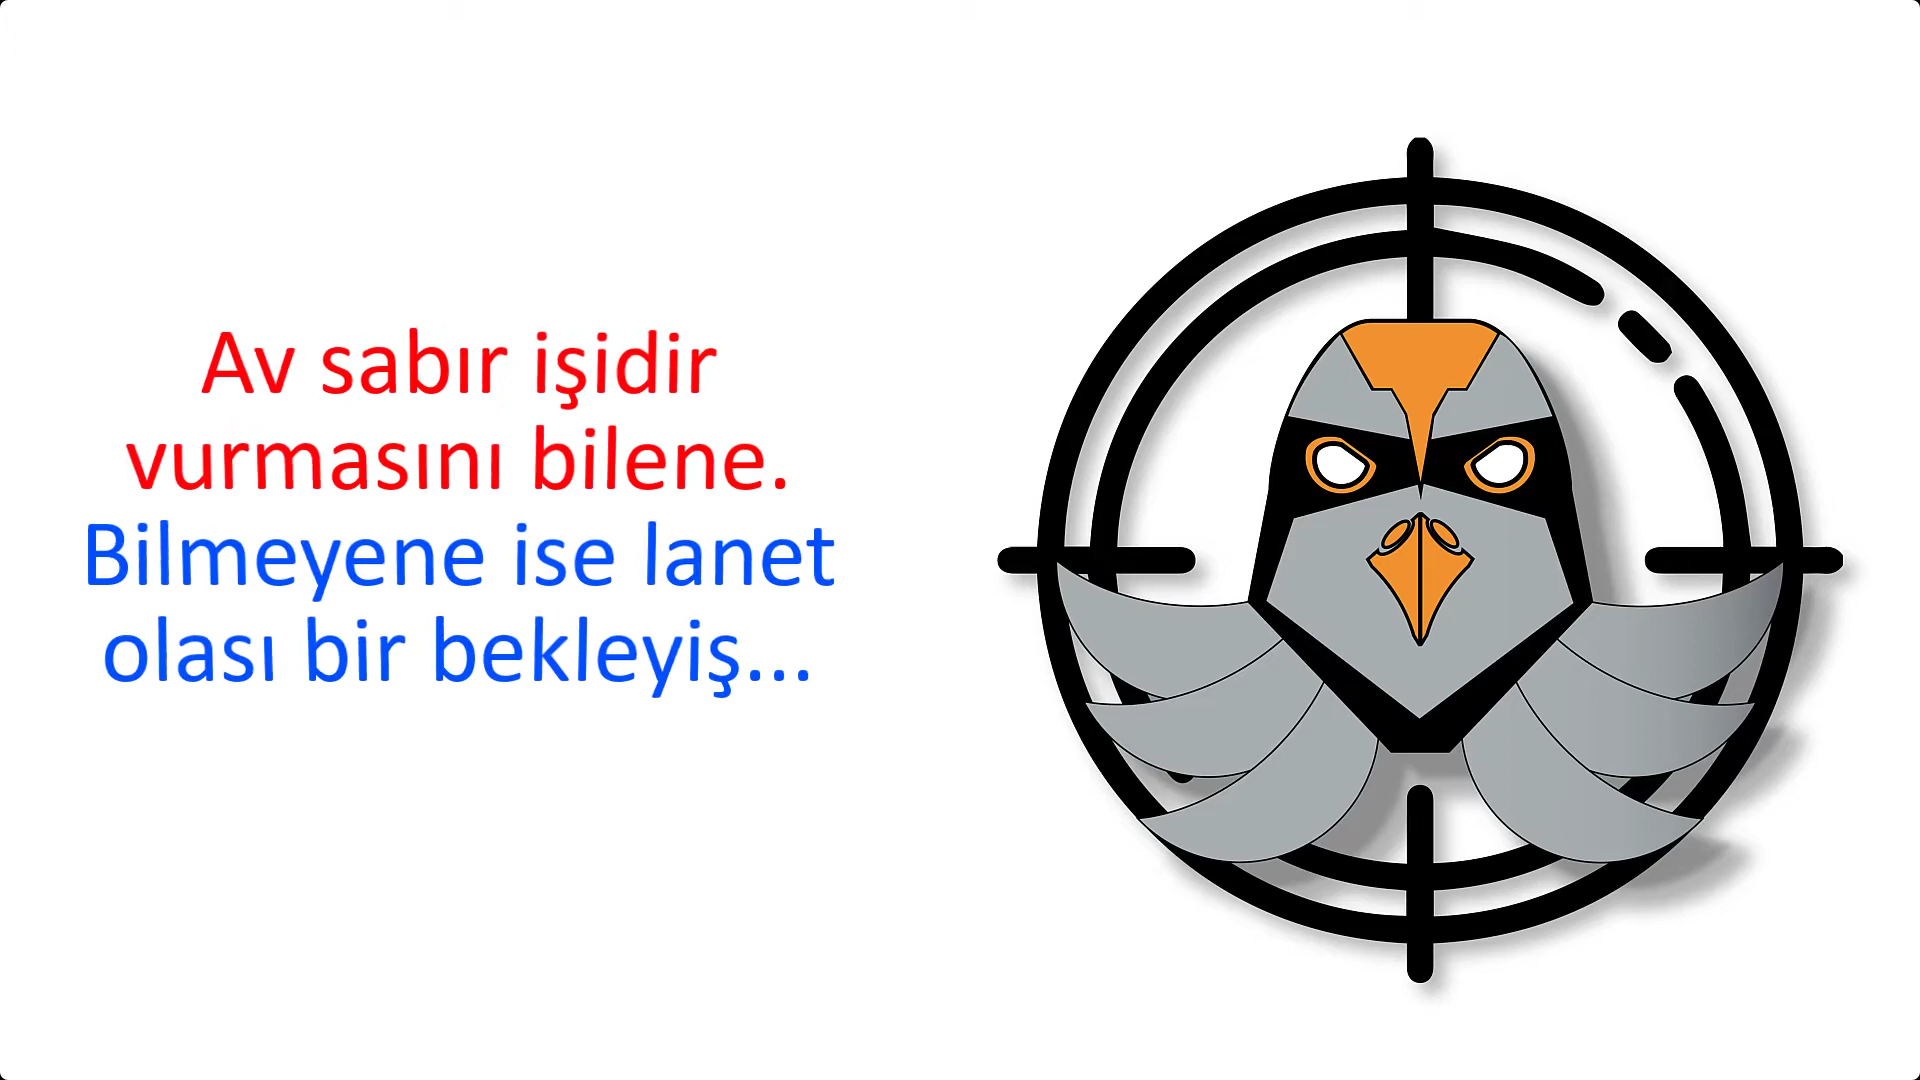 Av sabır işidir
vurmasını bilene.
Bilmeyene ise lanet
olası bir bekleyiş...